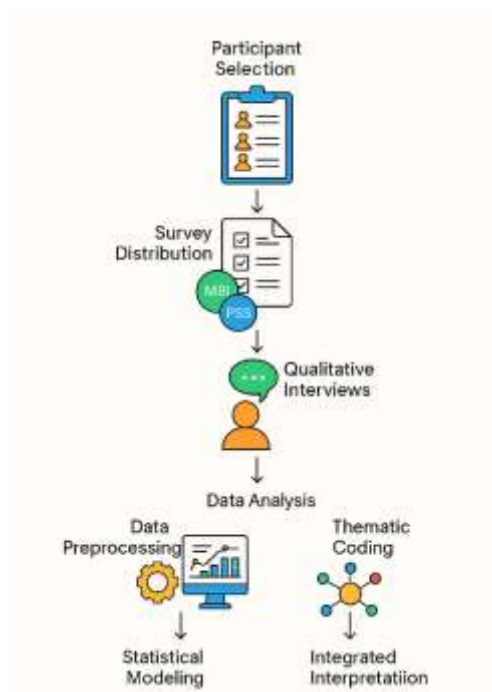 Participant
Selection
Survey
Distribution
MBI
PSS
Qualitative
Interviews
Data Analysis
Data
Preprocessing
Thematic
Coding
Statistical
Modeling
Integrated
Interpretatiion